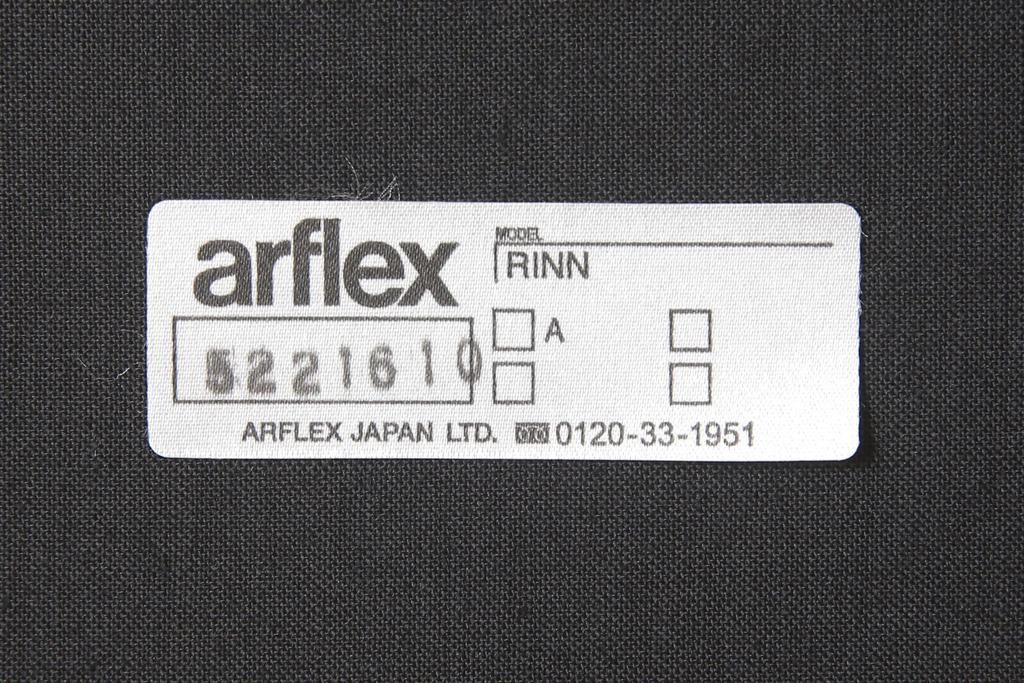 arflex
MODEL
RINN
5221610
A
ARFLEX JAPAN LTD. 0120-33-1951